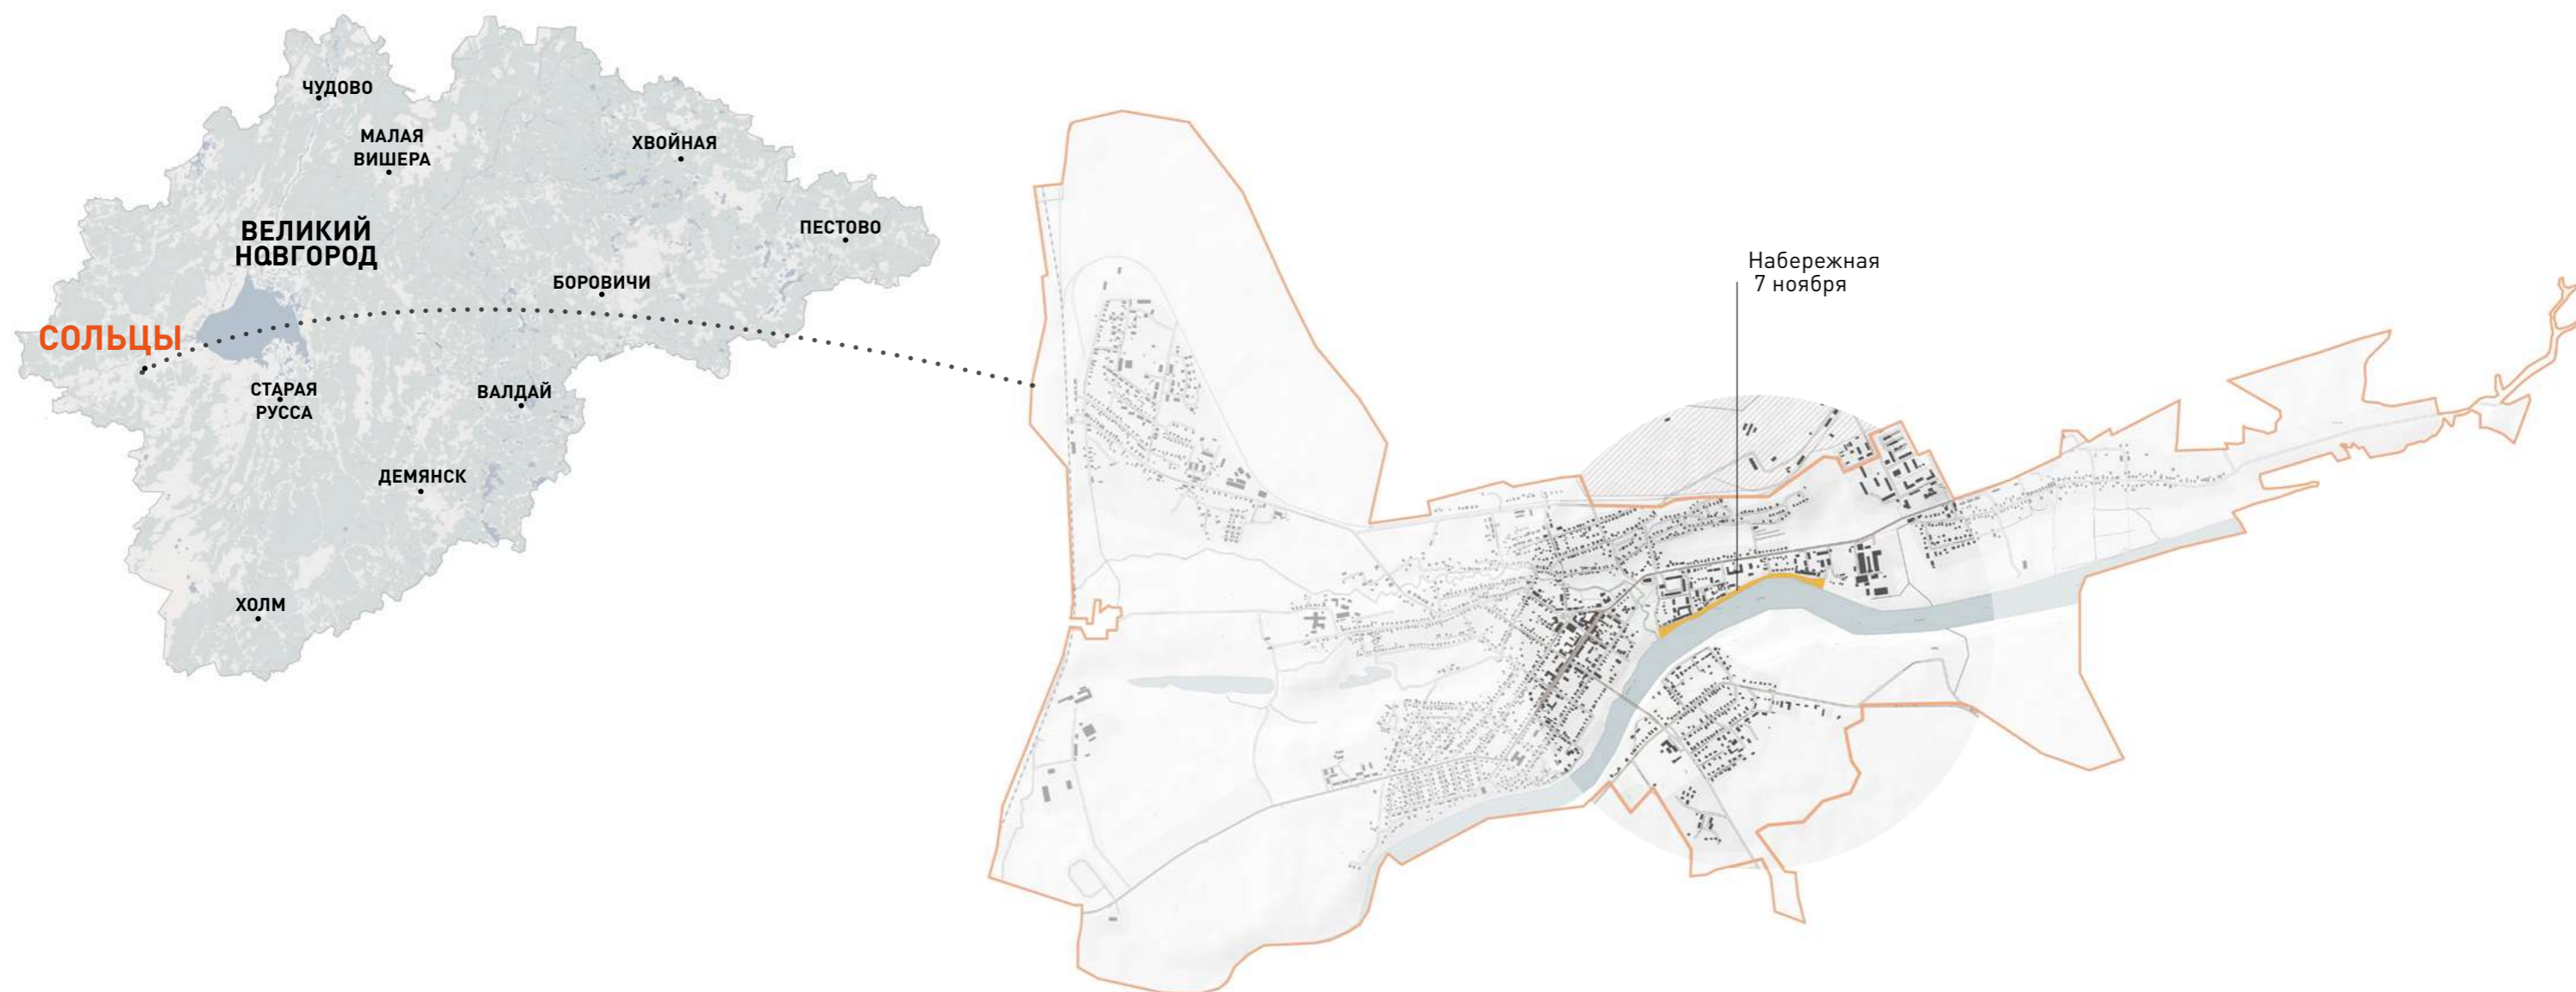 ЧУДОВО
МАЛАЯ
ВИШЕРА
ХВОЙНАЯ
ВЕЛИКИЙ
НОВГОРОД
ПЕСТОВО
БОРОВИЧИ
СОЛЬЦЫ
СТАРАЯ
РУССА
ВАЛДАЙ
ДЕМЯНСК
ХОЛМ
Набережная
7 ноября